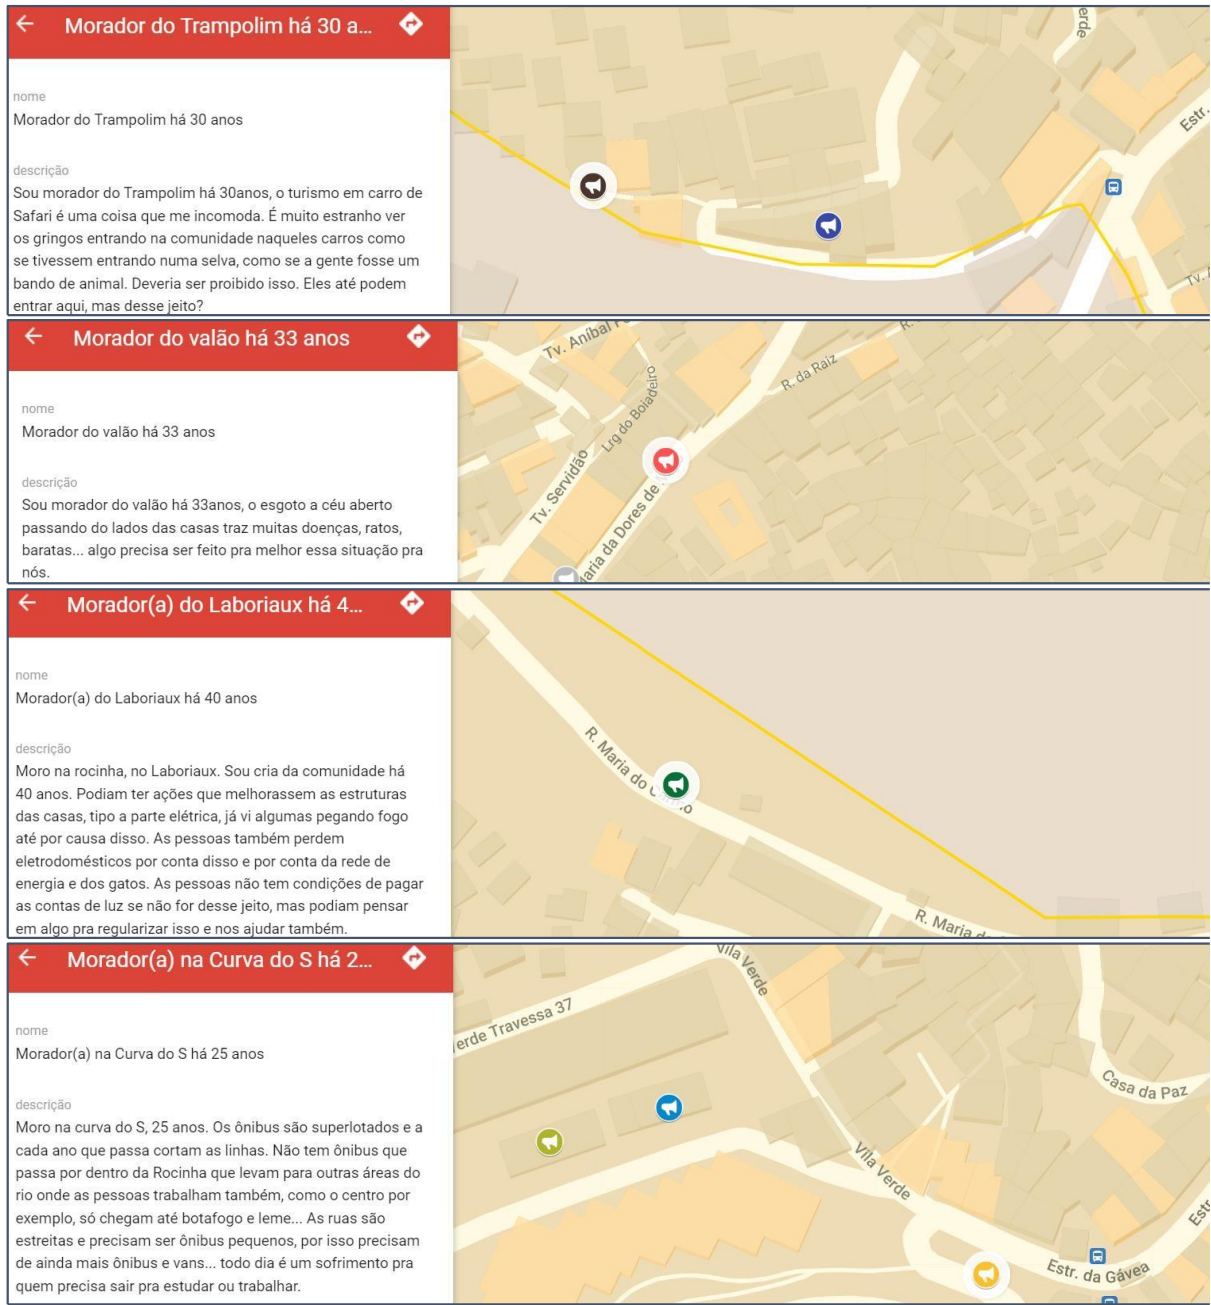 Morador do Trampolim há 30 a...
nome
Morador do Trampolim há 30 anos
descrição
Sou morador do Trampolim há 30anos, o turismo em carro de
Safari é uma coisa que me incomoda. É muito estranho ver
os gringos entrando na comunidade naqueles carros como
se tivessem entrando numa selva, como se a gente fosse um
bando de animal. Deveria ser proibido isso. Eles até podem
entrar aqui, mas desse jeito?
erde
Estr.
Tv.
Morador do valão há 33 anos
nome
Morador do valão há 33 anos
descrição
Sou morador do valão há 33anos, o esgoto a céu aberto
passando do lados das casas traz muitas doenças, ratos,
baratas... algo precisa ser feito pra melhor essa situação pra
nós.
Tv. Aníbal
Lrg do Boiadeiro
R. da Raiz
Tv. Servidão
aria da Dores de
Morador(a) do Laboriaux há 4...
nome
Morador(a) do Laboriaux há 40 anos
descrição
Moro na rocinha, no Laboriaux. Sou cria da comunidade há
40 anos. Podiam ter ações que melhorassem as estruturas
das casas, tipo a parte elétrica, já vi algumas pegando fogo
até por causa disso. As pessoas também perdem
eletrodomésticos por conta disso e por conta da rede de
energia e dos gatos. As pessoas não tem condições de pagar
as contas de luz se não for desse jeito, mas podiam pensar
em algo pra regularizar isso e nos ajudar também.
R. Maria do
R. Maria
Morador(a) na Curva do S há 2...
nome
Morador(a) na Curva do S há 25 anos
descrição
Moro na curva do S, 25 anos. Os ônibus são superlotados e a
cada ano que passa cortam as linhas. Não tem ônibus que
passa por dentro da Rocinha que levam para outras áreas do
rio onde as pessoas trabalham também, como o centro por
exemplo, só chegam até botafogo e leme... As ruas são
estreitas e precisam ser ônibus pequenos, por isso precisam
de ainda mais ônibus e vans... todo dia é um sofrimento pra
quem precisa sair pra estudar ou trabalhar.
Vila Verde
erde Travessa 37
Casa da Paz
Vila Verde
Estr. da Gávea
Estr